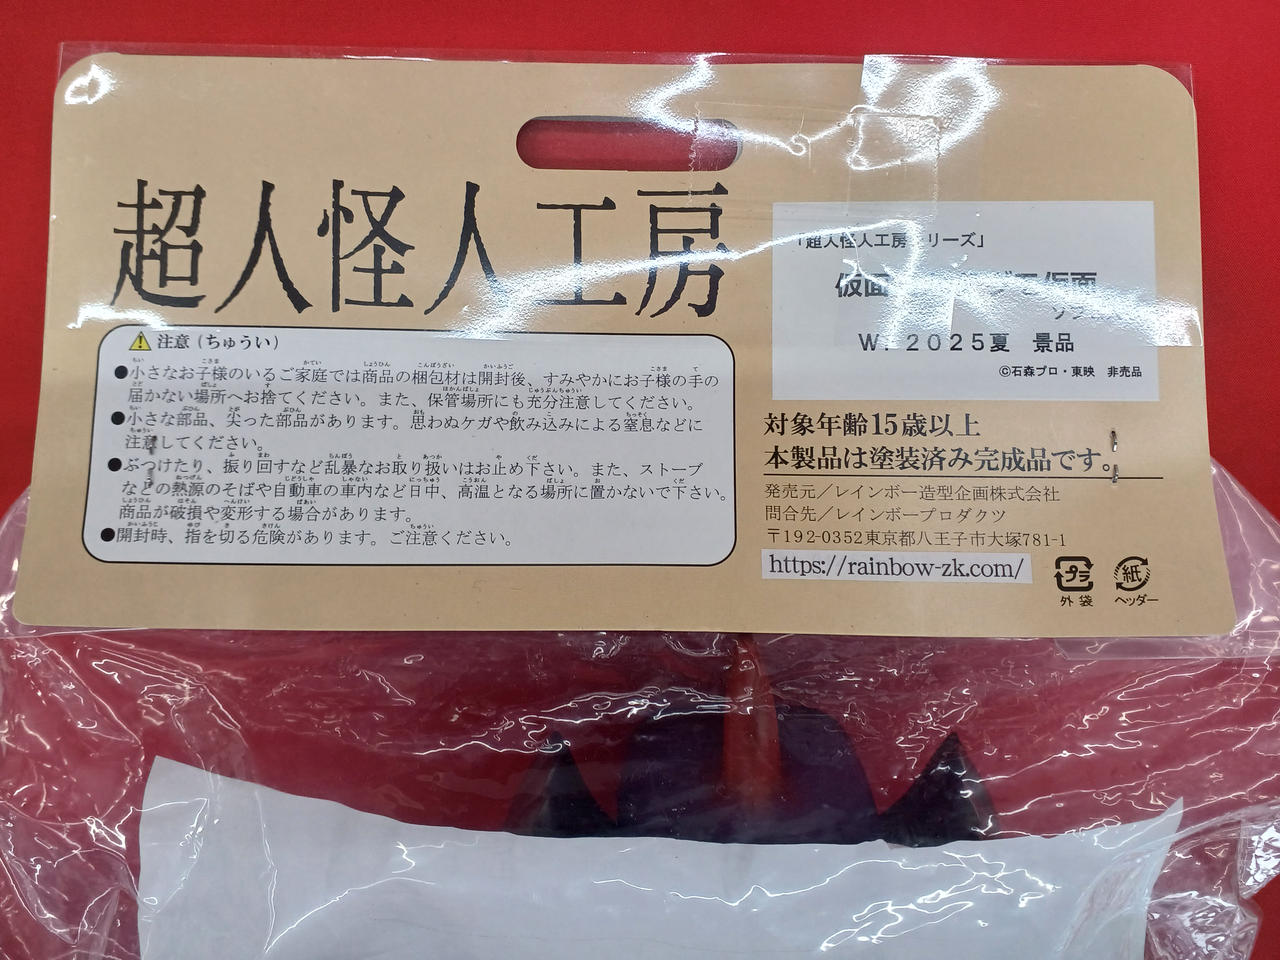 超人怪人工房
注意(ちゅうい)
●小さなお子様のいるご家庭では商品の梱包材は開封後、すみやかにお子様の手の
届かない場所へお捨てください。また、保管場所にも充分注意してください。
●小さな部品、尖った部品があります。思わぬケガや飲み込みによる窒息などに
注意してください。
●ぶつけたり、振り回すなど乱暴なお取り扱いはお止め下さい。また、ストーブ
などの熱源のそばや自動車の車内など日中、高温となる場所に置かないで下さい。
商品が破損や変形する場合があります。
●開封時、指を切る危険があります。ご注意ください。
「超人怪人工房 リーズ」
仮面 仮面
W. 2025夏 景品
©石森プロ・東映 非売品
対象年齢15歳以上
本製品は塗装済み完成品です。
発売元/レインボー造型企画株式会社
問合先/レインボープロダクツ
〒192-0352東京都八王子市大塚781-1
https://rainbow-zk.com/
プラ
外袋
紙
ヘッダー